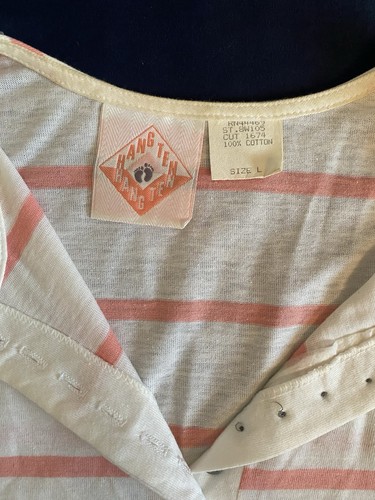 HANG TEN
HANG TEN
ST.BW105
CUT 1674
100% COTTON
SIZE L